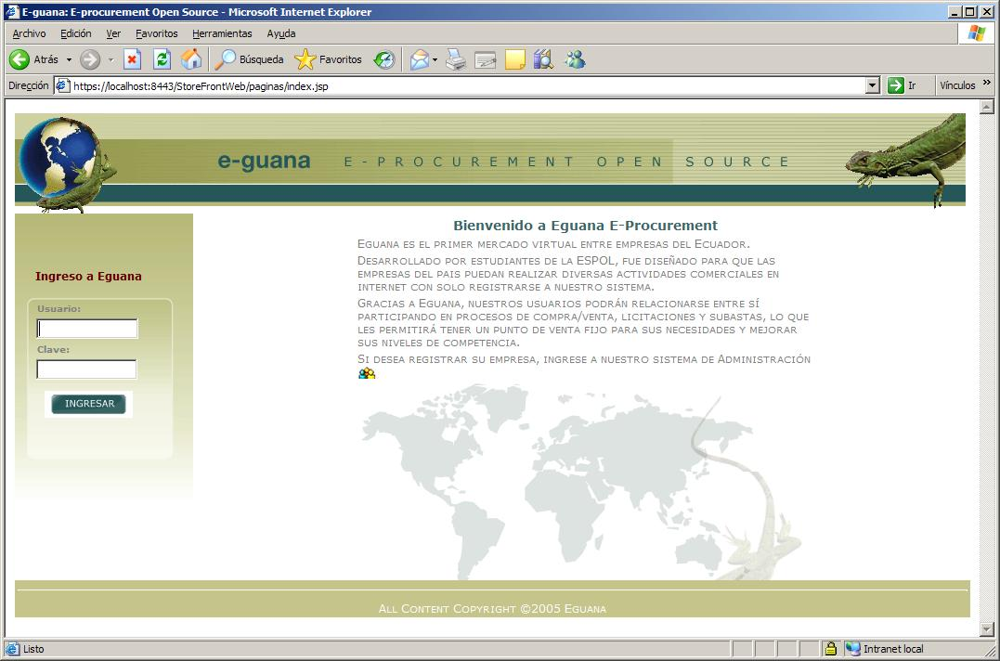 E-guana: E-procurement Open Source - Microsoft Internet Explorer
Archivo Edición Ver Favoritos Herramientas Ayuda
Atrás Búsqueda Favoritos
Dirección https://localhost:8443/StoreFrontWeb/paginas/index.jsp Ir Vínculos »
e-guana E-PROCUREMENT OPEN SOURCE
Ingreso a Eguana
Usuario:
Clave:
INGRESAR
Bienvenido a Eguana E-Procurement
Eguana es el primer mercado virtual entre empresas del Ecuador.
Desarrollado por estudiantes de la ESPOL, fue diseñado para que las
empresas del pais puedan realizar diversas actividades comerciales en
internet con solo registrarse a nuestro sistema.
Gracias a Eguana, nuestros usuarios podrán relacionarse entre sí
participando en procesos de compra/venta, licitaciones y subastas, lo que
les permitirá tener un punto de venta fijo para sus necesidades y mejorar
sus niveles de competencia.
Si desea registrar su empresa, ingrese a nuestro sistema de Administración
All Content Copyright ©2005 Eguana
Listo Intranet local